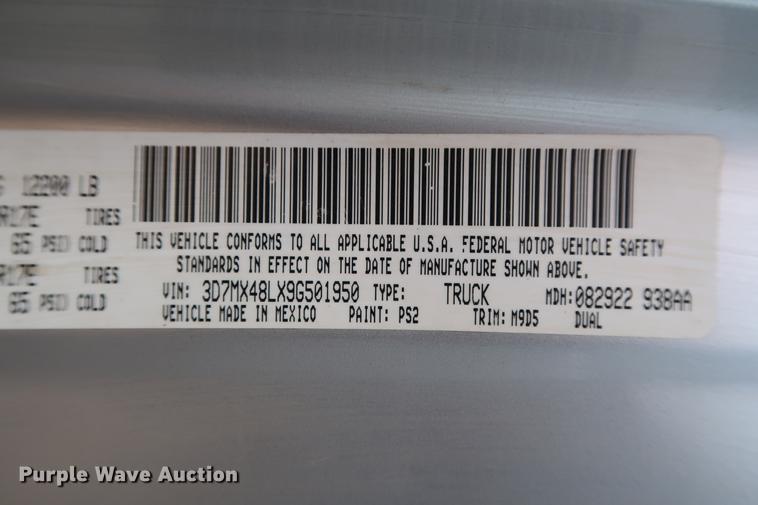 12200 LB
R17E TIRES
65 PSI) COLD
R17E TIRES
65 PSI) COLD
THIS VEHICLE CONFORMS TO ALL APPLICABLE U.S.A. FEDERAL MOTOR VEHICLE SAFETY
STANDARDS IN EFFECT ON THE DATE OF MANUFACTURE SHOWN ABOVE.
VIN: 3D7MX48LX9G501950 TYPE: TRUCK MDH: 082922 938AA
VEHICLE MADE IN MEXICO PAINT: PS2 TRIM: M9D5 DUAL
Purple Wave Auction